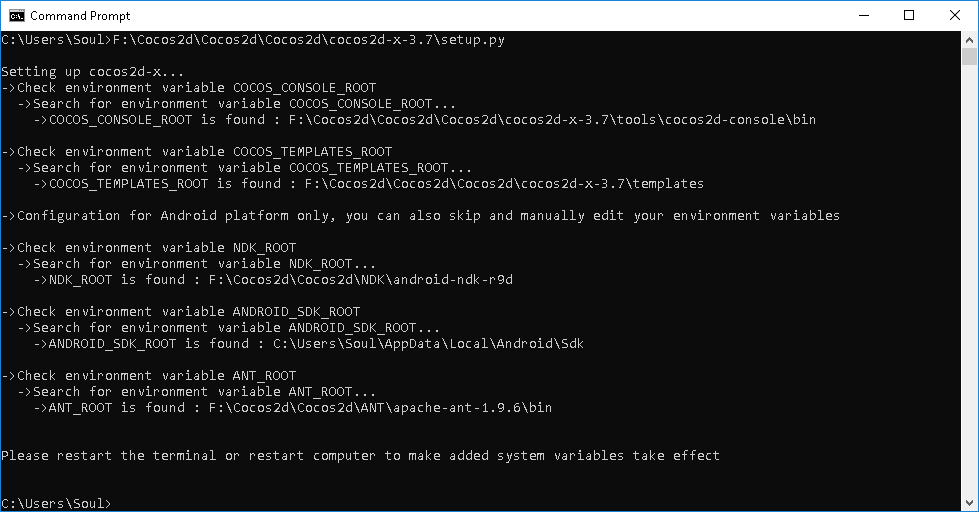 Command Prompt
C:\Users\Soul>F:\Cocos2d\Cocos2d\Cocos2d\cocos2d-x-3.7\setup.py
Setting up cocos2d-x...
->Check environment variable COCOS_CONSOLE_ROOT
->Search for environment variable COCOS_CONSOLE_ROOT...
->COCOS_CONSOLE_ROOT is found : F:\Cocos2d\Cocos2d\Cocos2d\cocos2d-x-3.7\tools\cocos2d-console\bin
->Check environment variable COCOS_TEMPLATES_ROOT
->Search for environment variable COCOS_TEMPLATES_ROOT...
->COCOS_TEMPLATES_ROOT is found : F:\Cocos2d\Cocos2d\Cocos2d\cocos2d-x-3.7\templates
->Configuration for Android platform only, you can also skip and manually edit your environment variables
->Check environment variable NDK_ROOT
->Search for environment variable NDK_ROOT...
->NDK_ROOT is found : F:\Cocos2d\Cocos2d\NDK\android-ndk-r9d
->Check environment variable ANDROID_SDK_ROOT
->Search for environment variable ANDROID_SDK_ROOT...
->ANDROID_SDK_ROOT is found : C:\Users\Soul\AppData\Local\Android\Sdk
->Check environment variable ANT_ROOT
->Search for environment variable ANT_ROOT...
->ANT_ROOT is found : F:\Cocos2d\Cocos2d\ANT\apache-ant-1.9.6\bin
Please restart the terminal or restart computer to make added system variables take effect
C:\Users\Soul>